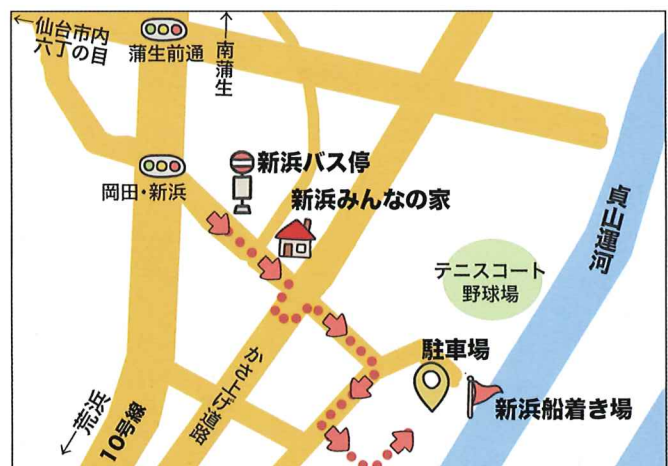 仙台市内
六丁の目
蒲生前通
南蒲生
岡田・新浜
新浜バス停
新浜みんなの家
貞山運河
テニスコート
野球場
駐車場
新浜船着き場
かさ上げ道路
荒浜
10号線